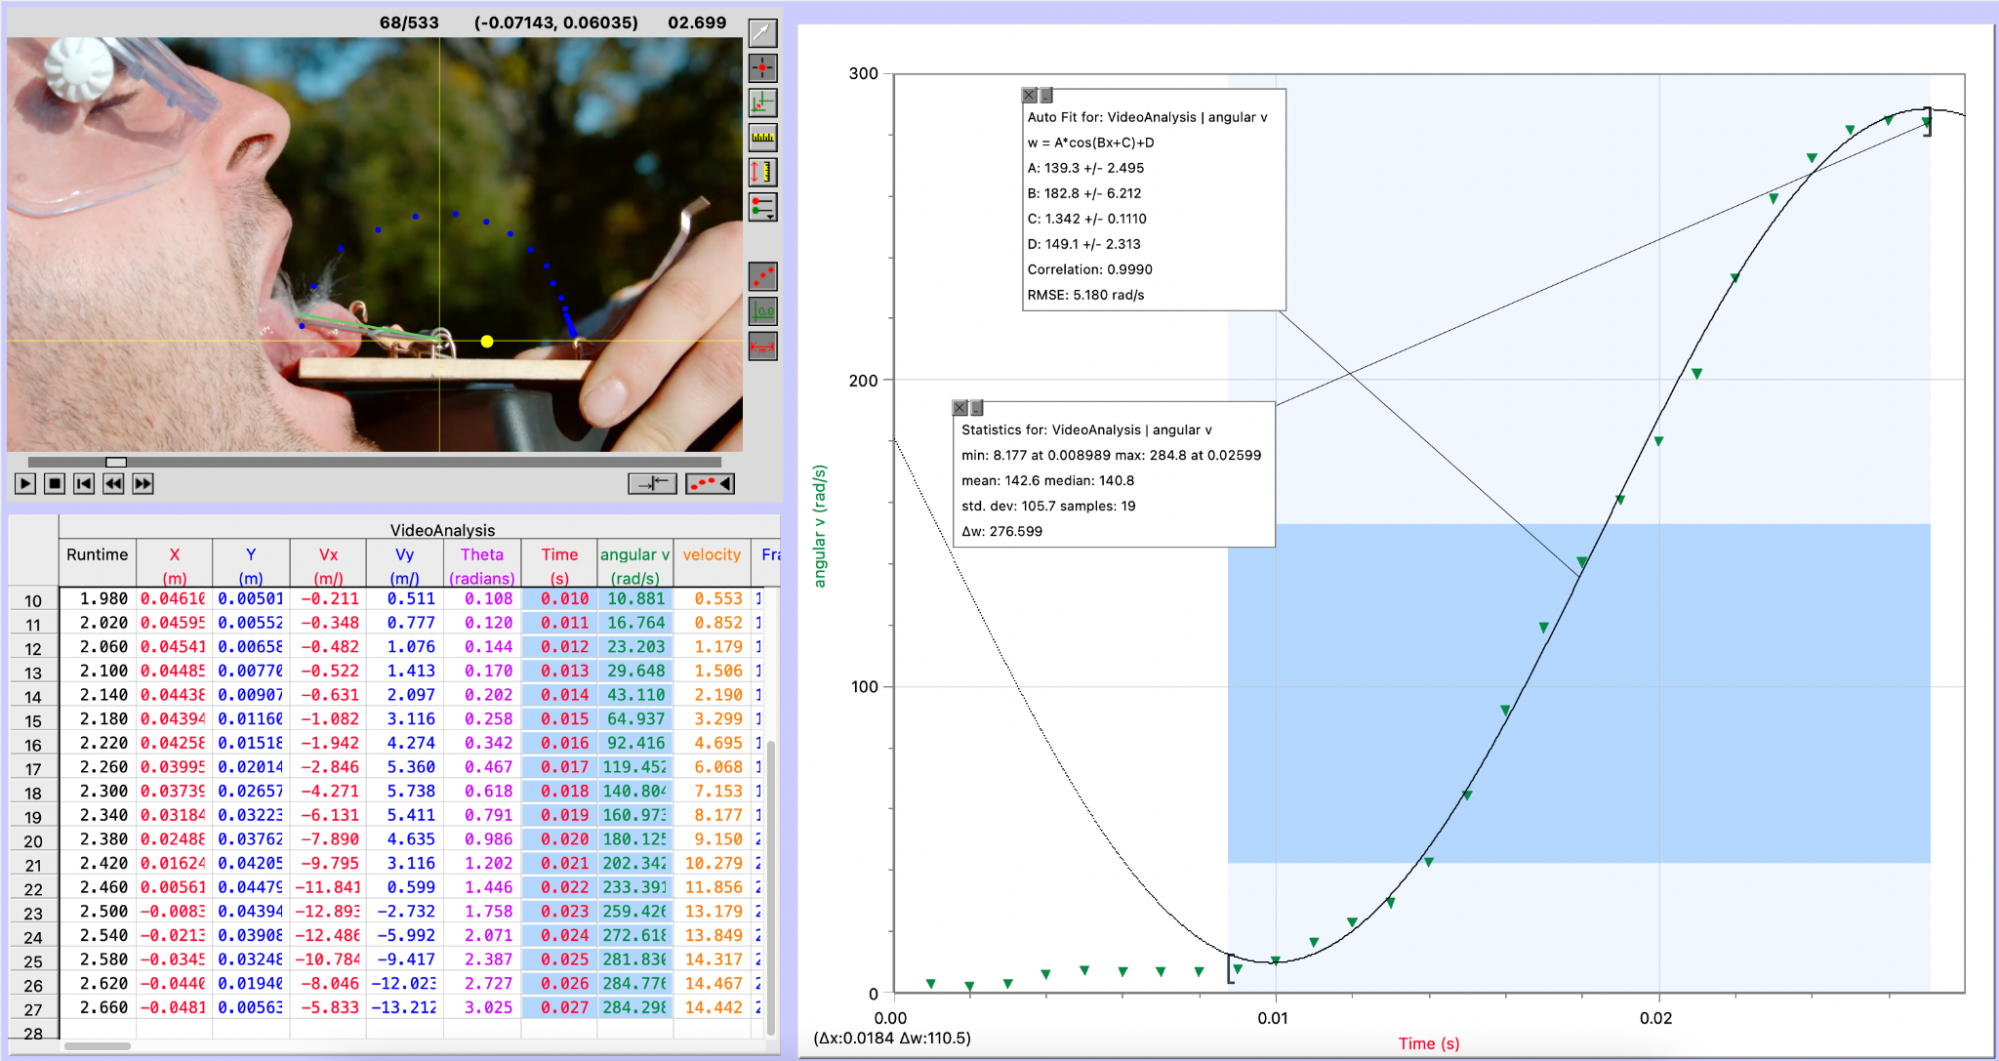 68/533 (-0.07143, 0.06035) 02.699
VideoAnalysis
Runtime X Y Vx Vy Theta Time angular v velocity Fra
(m) (m) (m/) (m/) (radians) (s) (rad/s)
10 1.980 0.04610 0.00501 -0.211 0.511 0.108 0.010 10.881 0.553 1
11 2.020 0.04595 0.00552 -0.348 0.777 0.120 0.011 16.764 0.852 1
12 2.060 0.04541 0.00658 -0.482 1.076 0.144 0.012 23.203 1.179 1
13 2.100 0.04485 0.00770 -0.522 1.413 0.170 0.013 29.648 1.506 1
14 2.140 0.04438 0.00907 -0.631 2.097 0.202 0.014 43.110 2.190 1
15 2.180 0.04394 0.01160 -1.082 3.116 0.258 0.015 64.937 3.299 1
16 2.220 0.04258 0.01518 -1.942 4.274 0.342 0.016 92.416 4.695 1
17 2.260 0.03995 0.02014 -2.846 5.360 0.467 0.017 119.452 6.068 1
18 2.300 0.03739 0.02657 -4.271 5.738 0.618 0.018 140.804 7.153 1
19 2.340 0.03184 0.03223 -6.131 5.411 0.791 0.019 160.973 8.177 1
20 2.380 0.02488 0.03762 -7.890 4.635 0.986 0.020 180.125 9.150 2
21 2.420 0.01624 0.04205 -9.795 3.116 1.202 0.021 202.342 10.279 2
22 2.460 0.00561 0.04479 -11.841 0.599 1.446 0.022 233.391 11.856 2
23 2.500 -0.0083 0.04394 -12.893 -2.732 1.758 0.023 259.426 13.179 2
24 2.540 -0.0213 0.03908 -12.486 -5.992 2.071 0.024 272.618 13.849 2
25 2.580 -0.0345 0.03248 -10.784 -9.417 2.387 0.025 281.836 14.317 2
26 2.620 -0.0440 0.01940 -8.046 -12.023 2.727 0.026 284.776 14.467 2
27 2.660 -0.0481 0.00563 -5.833 -13.212 3.025 0.027 284.298 14.442 2
28
300
200
100
0
angular v (rad/s)
Auto Fit for: VideoAnalysis | angular v
w = A*cos(Bx+C)+D
A: 139.3 +/- 2.495
B: 182.8 +/- 6.212
C: 1.342 +/- 0.1110
D: 149.1 +/- 2.313
Correlation: 0.9990
RMSE: 5.180 rad/s
Statistics for: VideoAnalysis | angular v
min: 8.177 at 0.008989 max: 284.8 at 0.02599
mean: 142.6 median: 140.8
std. dev: 105.7 samples: 19
Δw: 276.599
0.00 0.01 0.02
(Δx:0.0184 Δw:110.5)
Time (s)